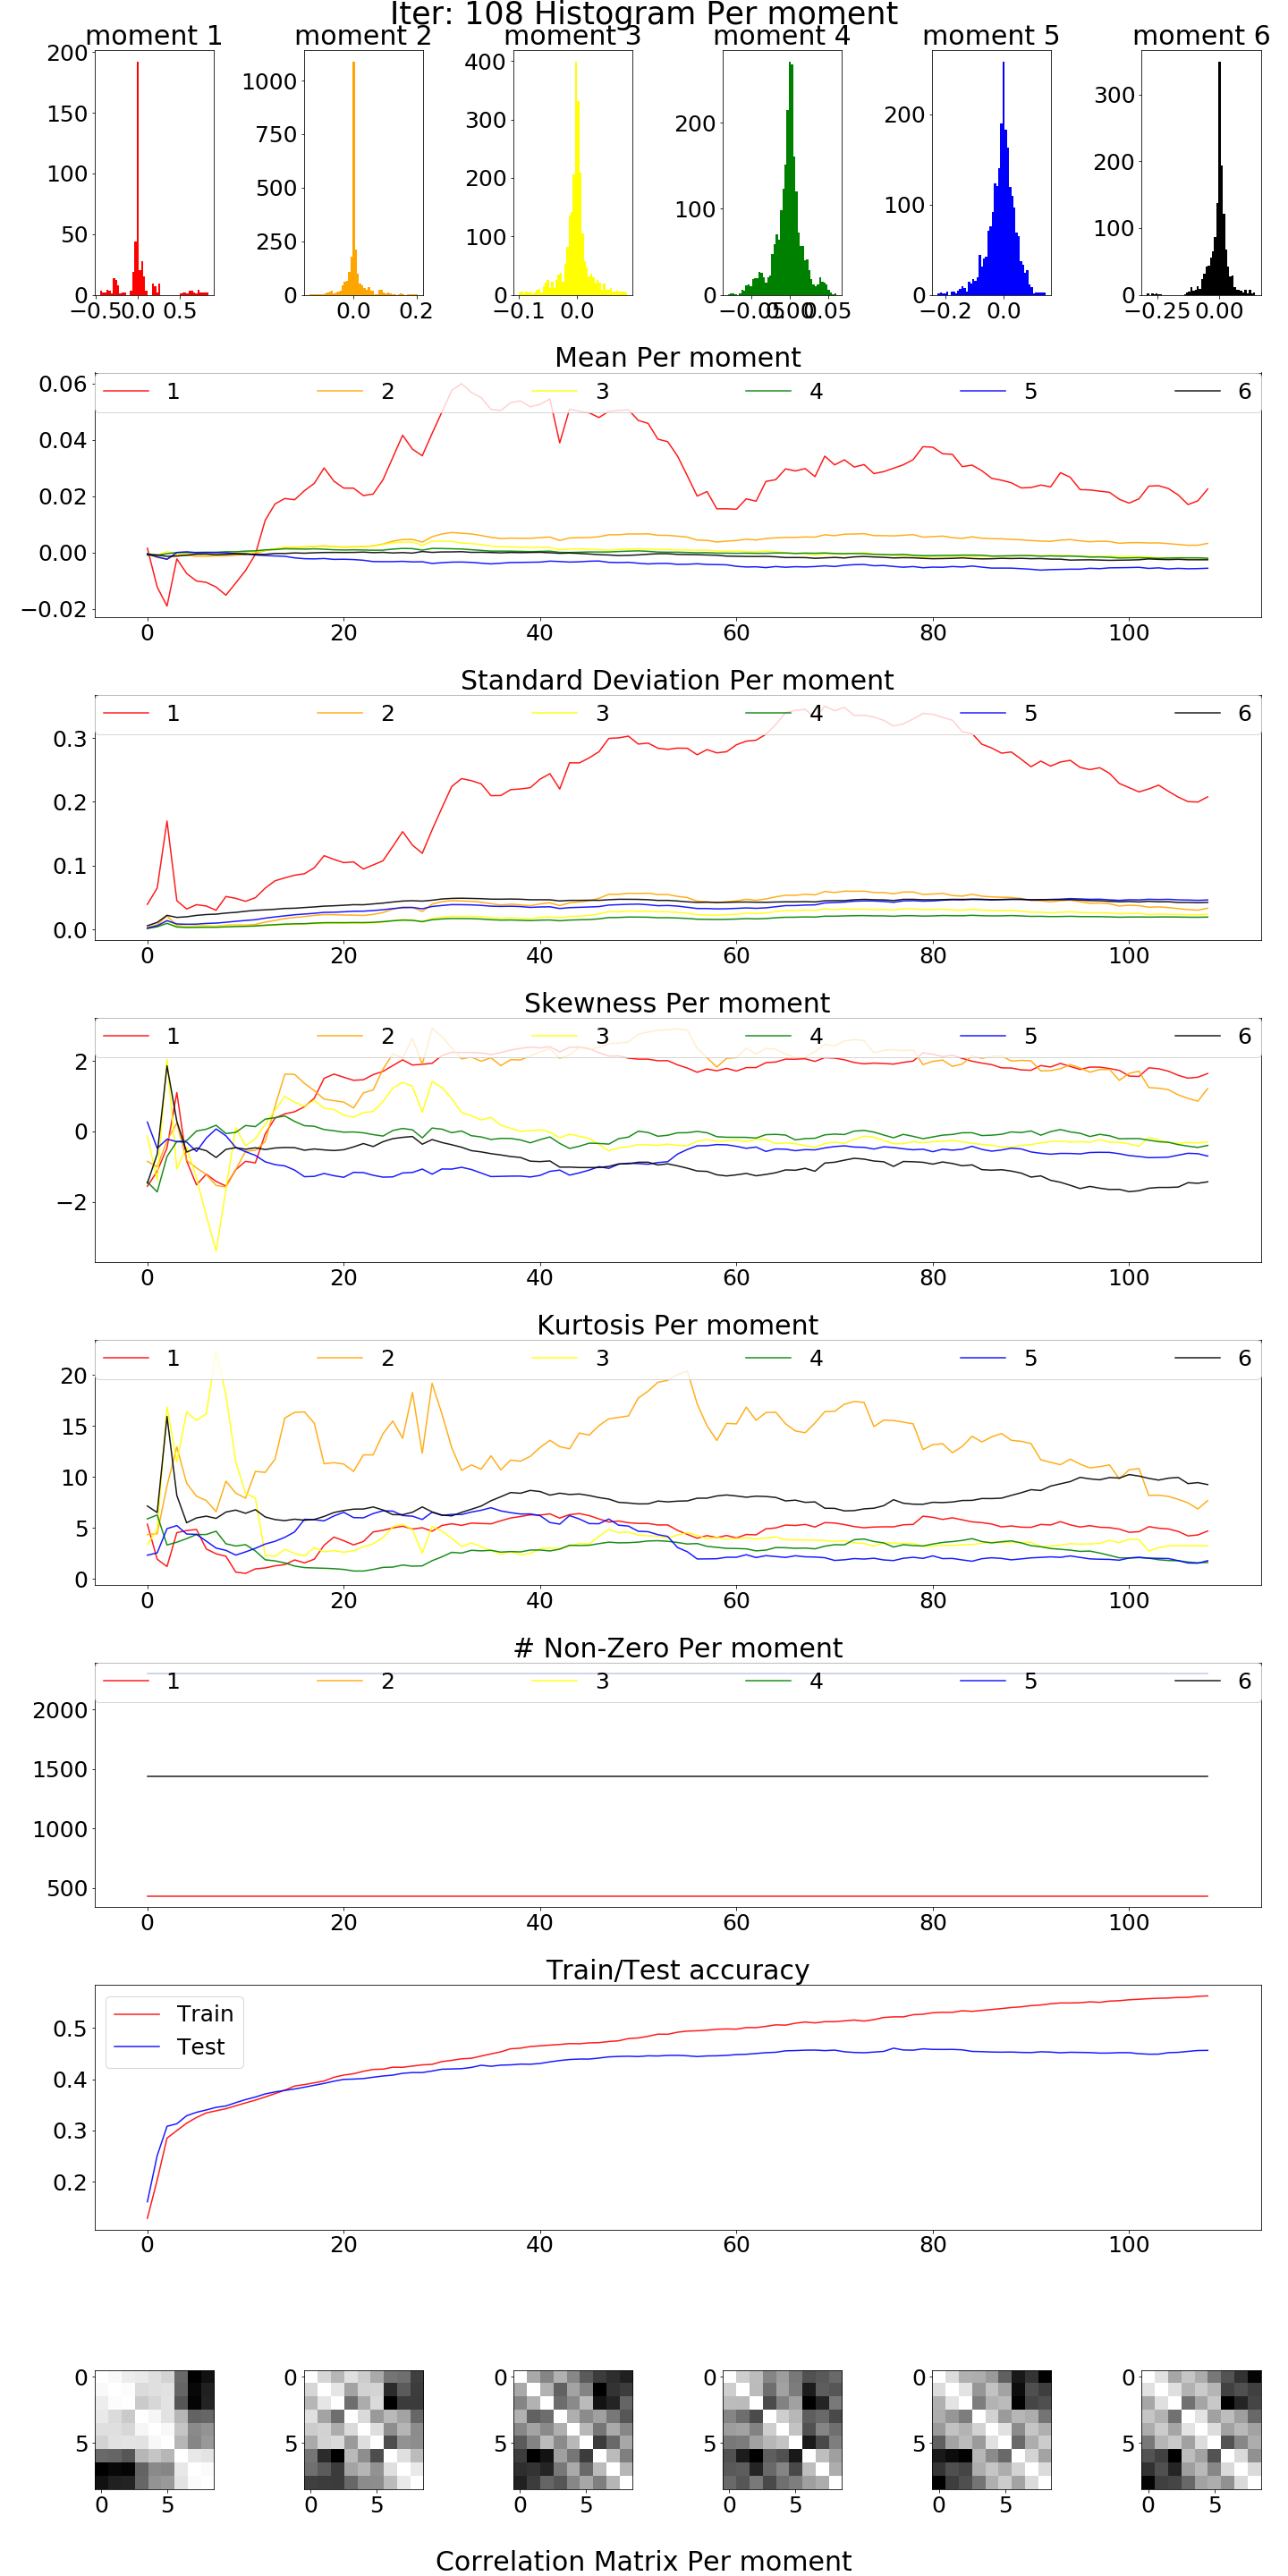 Iter: 108 Histogram Per moment
moment 1 moment 2 moment 3 moment 4 moment 5 moment 6
200 150 100 50 0
−0.5 0.0 0.5
1000 750 500 250 0
0.0 0.2
400 300 200 100 0
−0.1 0.0
200 100 0
−0.05 0.00 0.05
200 100 0
−0.2 0.0
300 200 100 0
−0.25 0.00
Mean Per moment
1 2 3 4 5 6
0.06
0.04
0.02
0.00
−0.02
0 20 40 60 80 100
Standard Deviation Per moment
1 2 3 4 5 6
0.3
0.2
0.1
0.0
0 20 40 60 80 100
Skewness Per moment
1 2 3 4 5 6
2
0
−2
0 20 40 60 80 100
Kurtosis Per moment
1 2 3 4 5 6
20
15
10
5
0
0 20 40 60 80 100
# Non-Zero Per moment
1 2 3 4 5 6
2000
1500
1000
500
0 20 40 60 80 100
Train/Test accuracy
Train
Test
0.5
0.4
0.3
0.2
0 20 40 60 80 100
0 0 0 0 0 0
5 5 5 5 5 5
0 5 0 5 0 5 0 5 0 5 0 5
Correlation Matrix Per moment